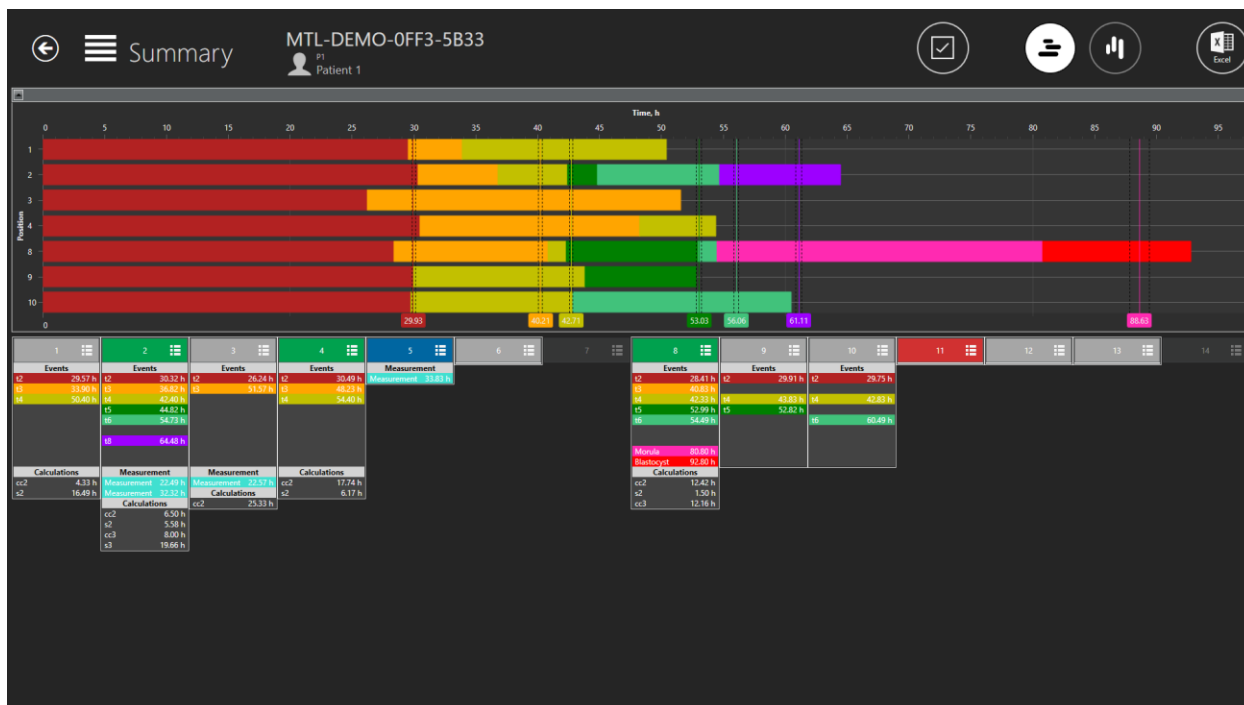 Summary
MTL-DEMO-0FF3-5B33
P1
Patient 1
Excel
Time, h
0 5 10 15 20 25 30 35 40 45 50 55 60 65 70 75 80 85 90 95
Position
1
2
3
4
8
9
10
0
29.93 40.21 42.71 53.03 56.06 61.11 88.63
1 2 3 4 5 6 7 8 9 10 11 12 13 14
Events
t2 29.57 h
t3 33.90 h
t4 50.40 h
Calculations
cc2 4.33 h
s2 16.49 h
Events
t2 30.32 h
t3 36.82 h
t4 42.40 h
t5 44.82 h
t6 54.73 h
t8 64.48 h
Measurement
Measurement 22.49 h
Measurement 32.32 h
Calculations
cc2 6.50 h
s2 5.58 h
cc3 8.00 h
s3 19.66 h
Events
t2 26.24 h
t3 51.57 h
Measurement
Measurement 22.57 h
Calculations
cc2 25.33 h
Events
t2 30.49 h
t3 48.23 h
t4 54.40 h
Calculations
cc2 17.74 h
s2 6.17 h
Measurement
Measurement 33.83 h
Events
t2 28.41 h
t3 40.83 h
t4 42.33 h
t5 52.99 h
t6 54.49 h
Morula 80.80 h
Blastocyst 92.80 h
Calculations
cc2 12.42 h
s2 1.50 h
cc3 12.16 h
Events
t2 29.91 h
t4 43.83 h
t5 52.82 h
Events
t2 29.75 h
t4 42.83 h
t6 60.49 h